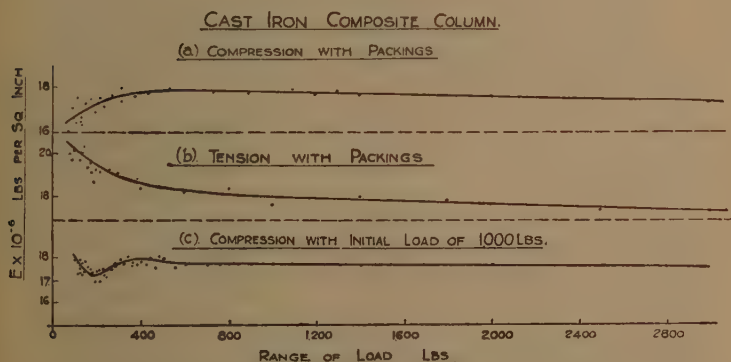 CAST IRON COMPOSITE COLUMN.
(a) COMPRESSION WITH PACKINGS
18
16
20
(b). TENSION WITH PACKINGS
18
(c). COMPRESSION WITH INITIAL LOAD OF 1000 LBS.
18
17
16
E X 10⁻⁶ LBS PER SQ INCH
0 400 800 1200 1600 2000 2400 2800
RANGE OF LOAD LBS